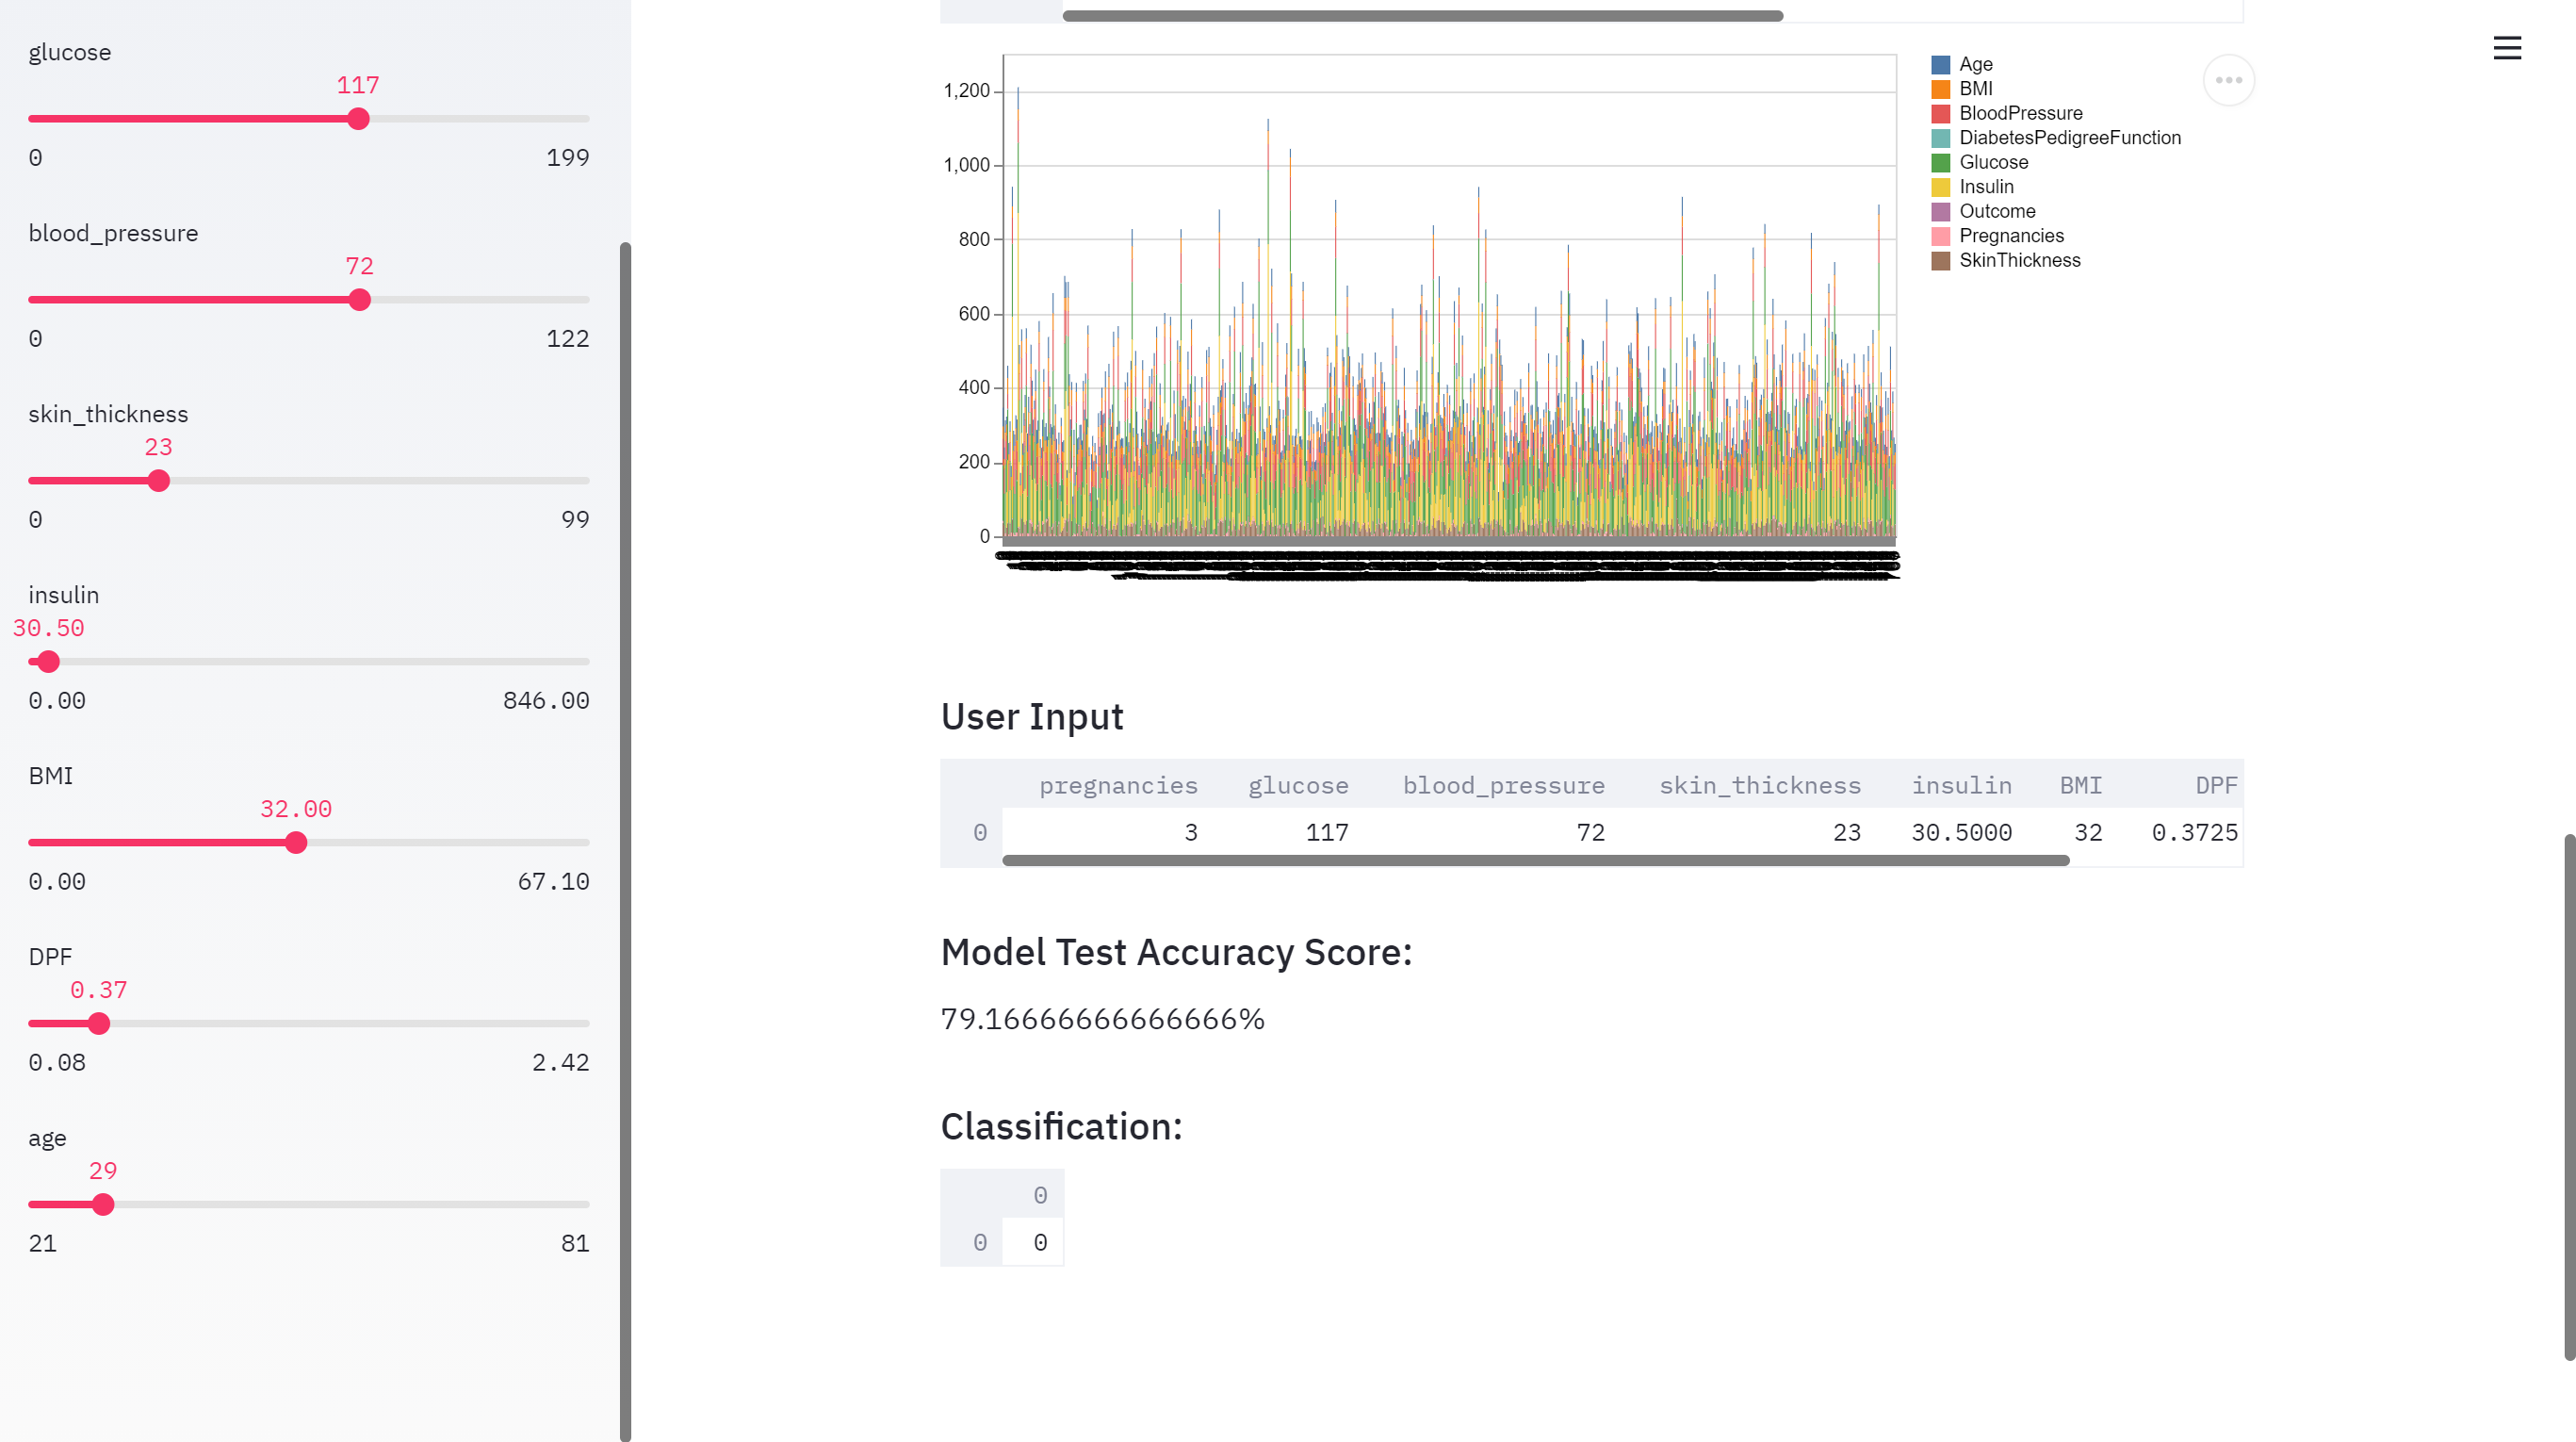 glucose
117
0 199
blood_pressure
72
0 122
skin_thickness
23
0 99
insulin
30.50
0.00 846.00
BMI
32.00
0.00 67.10
DPF
0.37
0.08 2.42
age
29
21 81
1,200
1,000
800
600
400
200
0
Age
BMI
BloodPressure
DiabetesPedigreeFunction
Glucose
Insulin
Outcome
Pregnancies
SkinThickness
User Input
pregnancies glucose blood_pressure skin_thickness insulin BMI DPF
0 3 117 72 23 30.5000 32 0.3725
Model Test Accuracy Score:
79.16666666666666%
Classification:
0
0 0